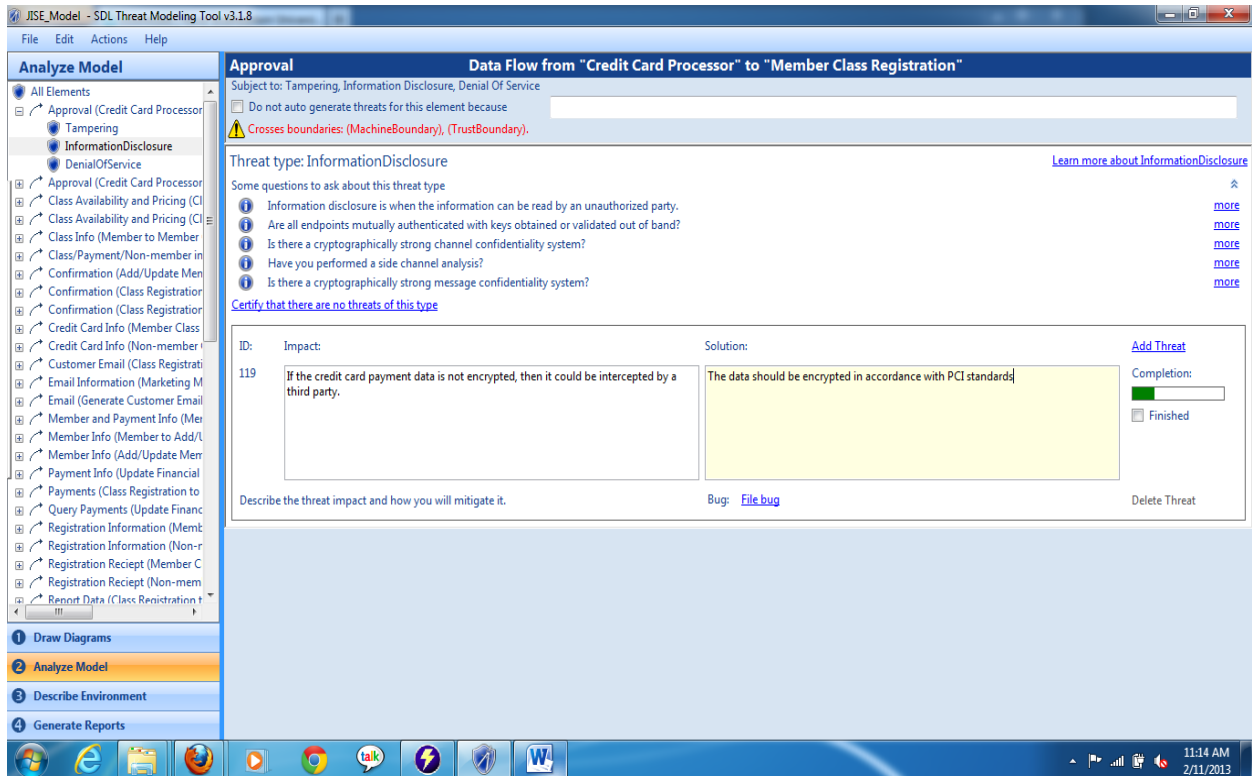 JISE_Model - SDL Threat Modeling Tool v3.1.8
File Edit Actions Help
Analyze Model
All Elements
Approval (Credit Card Processor
Tampering
InformationDisclosure
DenialOfService
Approval (Credit Card Processor
Class Availability and Pricing (Cl
Class Availability and Pricing (Cl
Class Info (Member to Member
Class/Payment/Non-member in
Confirmation (Add/Update Men
Confirmation (Class Registration
Confirmation (Class Registration
Credit Card Info (Member Class
Credit Card Info (Non-member
Customer Email (Class Registrati
Email Information (Marketing M
Email (Generate Customer Email
Member and Payment Info (Mer
Member Info (Member to Add/U
Member Info (Add/Update Mem
Payment Info (Update Financial
Payments (Class Registration to
Query Payments (Update Financ
Registration Information (Memb
Registration Information (Non-r
Registration Reciept (Member C
Registration Reciept (Non-mem
Report Data (Class Registration t
1 Draw Diagrams
2 Analyze Model
3 Describe Environment
4 Generate Reports
Approval Data Flow from "Credit Card Processor" to "Member Class Registration"
Subject to: Tampering, Information Disclosure, Denial Of Service
Do not auto generate threats for this element because
Crosses boundaries: (MachineBoundary), (TrustBoundary).
Threat type: InformationDisclosure Learn more about InformationDisclosure
Some questions to ask about this threat type
Information disclosure is when the information can be read by an unauthorized party. more
Are all endpoints mutually authenticated with keys obtained or validated out of band? more
Is there a cryptographically strong channel confidentiality system? more
Have you performed a side channel analysis? more
Is there a cryptographically strong message confidentiality system? more
Certify that there are no threats of this type
ID: Impact: Solution: Add Threat
119 If the credit card payment data is not encrypted, then it could be intercepted by a
third party.
The data should be encrypted in accordance with PCI standards
Completion:
Finished
Describe the threat impact and how you will mitigate it. Bug: File bug Delete Threat
talk
W
11:14 AM
2/11/2013